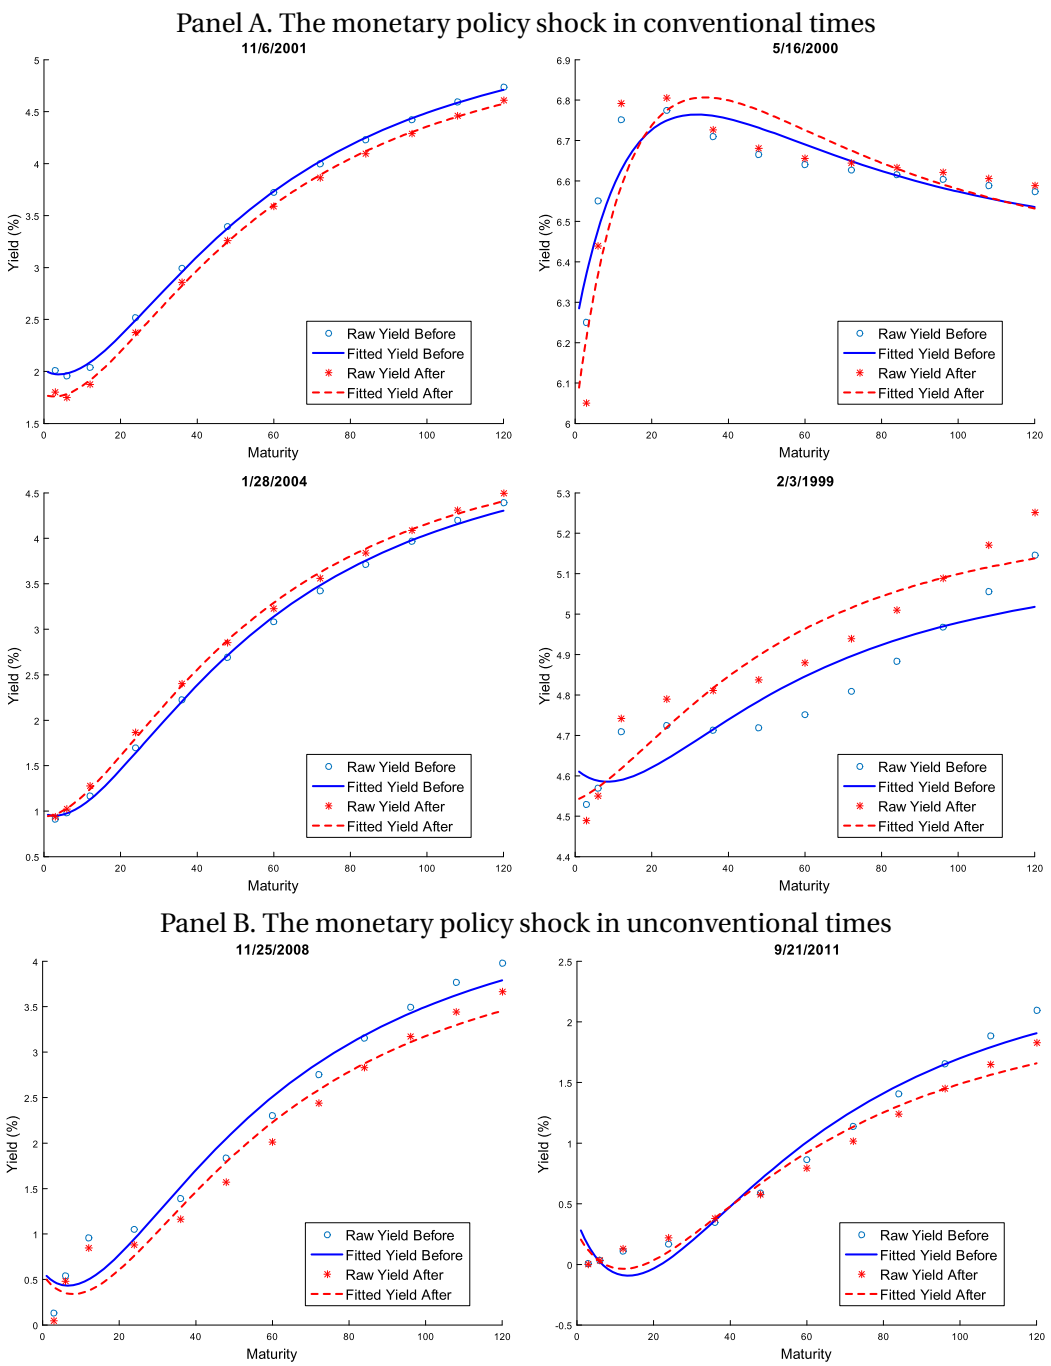 Panel A. The monetary policy shock in conventional times
11/6/2001
5
4.5
4
3.5
3
2.5
2
1.5
Yield (%)
0 20 40 60 80 100 120
Maturity
Raw Yield Before
Fitted Yield Before
Raw Yield After
Fitted Yield After
5/16/2000
6.9
6.8
6.7
6.6
6.5
6.4
6.3
6.2
6.1
6
Yield (%)
0 20 40 60 80 100 120
Maturity
Raw Yield Before
Fitted Yield Before
Raw Yield After
Fitted Yield After
1/28/2004
4.5
4
3.5
3
2.5
2
1.5
1
0.5
Yield (%)
0 20 40 60 80 100 120
Maturity
Raw Yield Before
Fitted Yield Before
Raw Yield After
Fitted Yield After
2/3/1999
5.3
5.2
5.1
5
4.9
4.8
4.7
4.6
4.5
4.4
Yield (%)
0 20 40 60 80 100 120
Maturity
Raw Yield Before
Fitted Yield Before
Raw Yield After
Fitted Yield After
Panel B. The monetary policy shock in unconventional times
11/25/2008
4
3.5
3
2.5
2
1.5
1
0.5
0
Yield (%)
0 20 40 60 80 100 120
Maturity
Raw Yield Before
Fitted Yield Before
Raw Yield After
Fitted Yield After
9/21/2011
2.5
2
1.5
1
0.5
0
-0.5
Yield (%)
0 20 40 60 80 100 120
Maturity
Raw Yield Before
Fitted Yield Before
Raw Yield After
Fitted Yield After